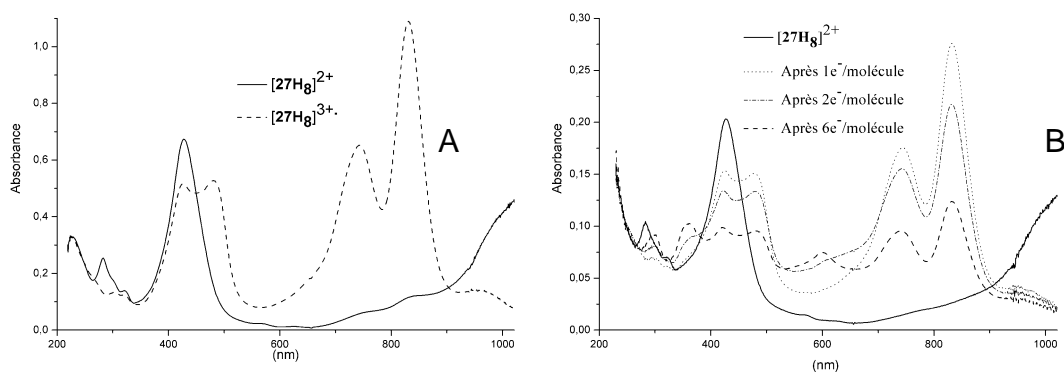 A
Absorbance
1,0
0,8
0,6
0,4
0,2
0,0
200
400
600
800
1000
(nm)
[27H8]2+
[27H8]3+·
B
Absorbance
0,30
0,25
0,20
0,15
0,10
0,05
0,00
200
400
600
800
1000
(nm)
[27H8]2+
Après 1e-/molécule
Après 2e-/molécule
Après 6e-/molécule